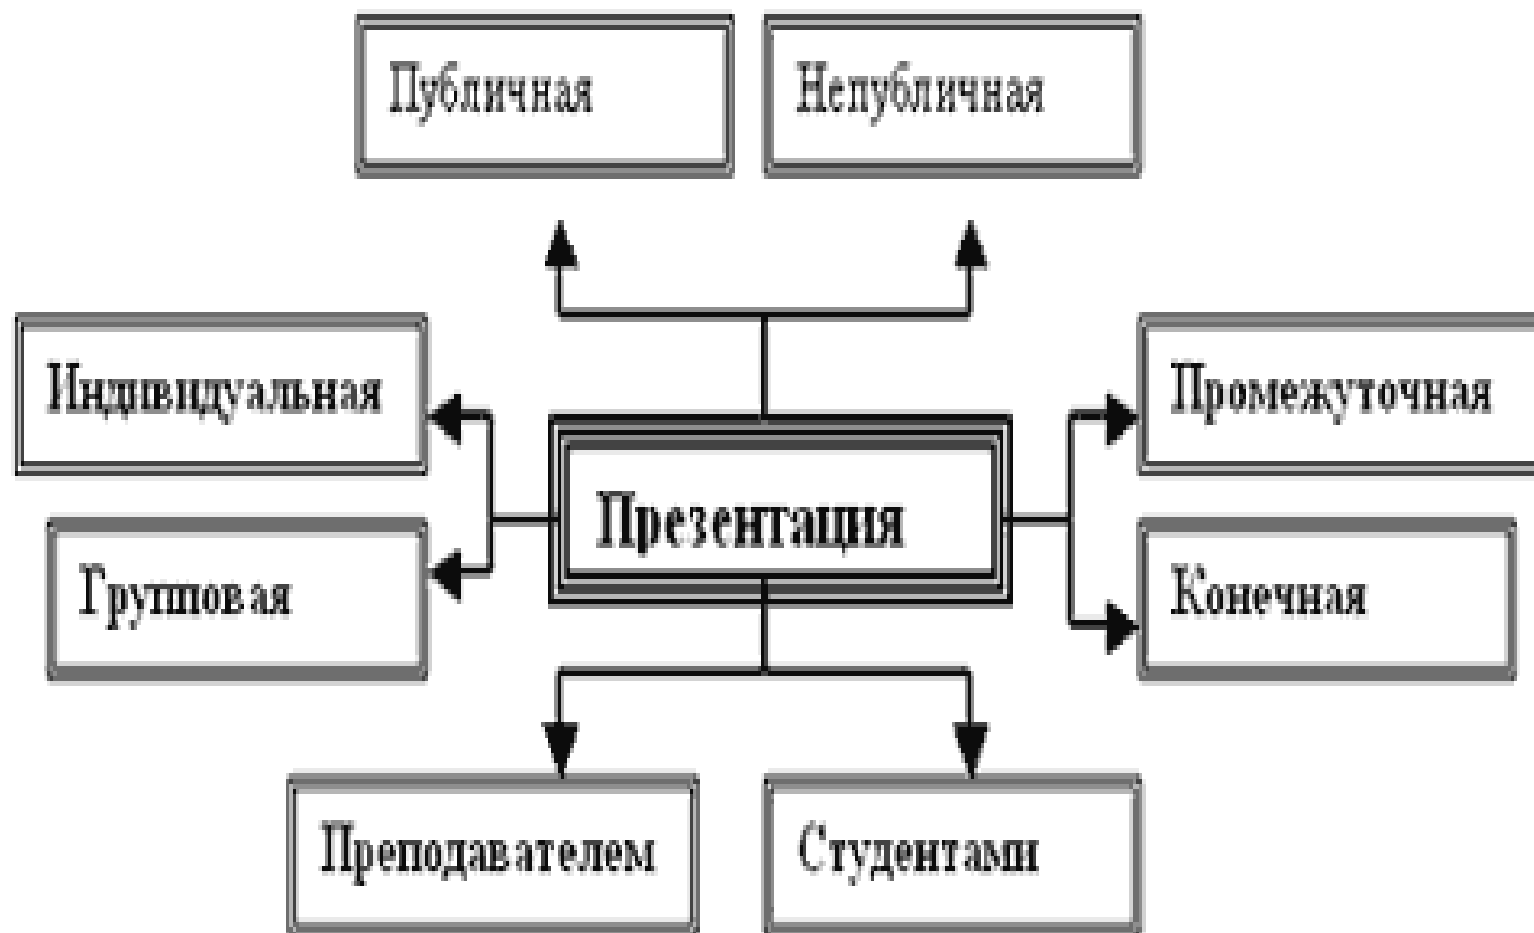 Публичная
Непубличная
Индивидуальная
Промежуточная
Презентация
Групповая
Конечная
Преподавателем
Студентами